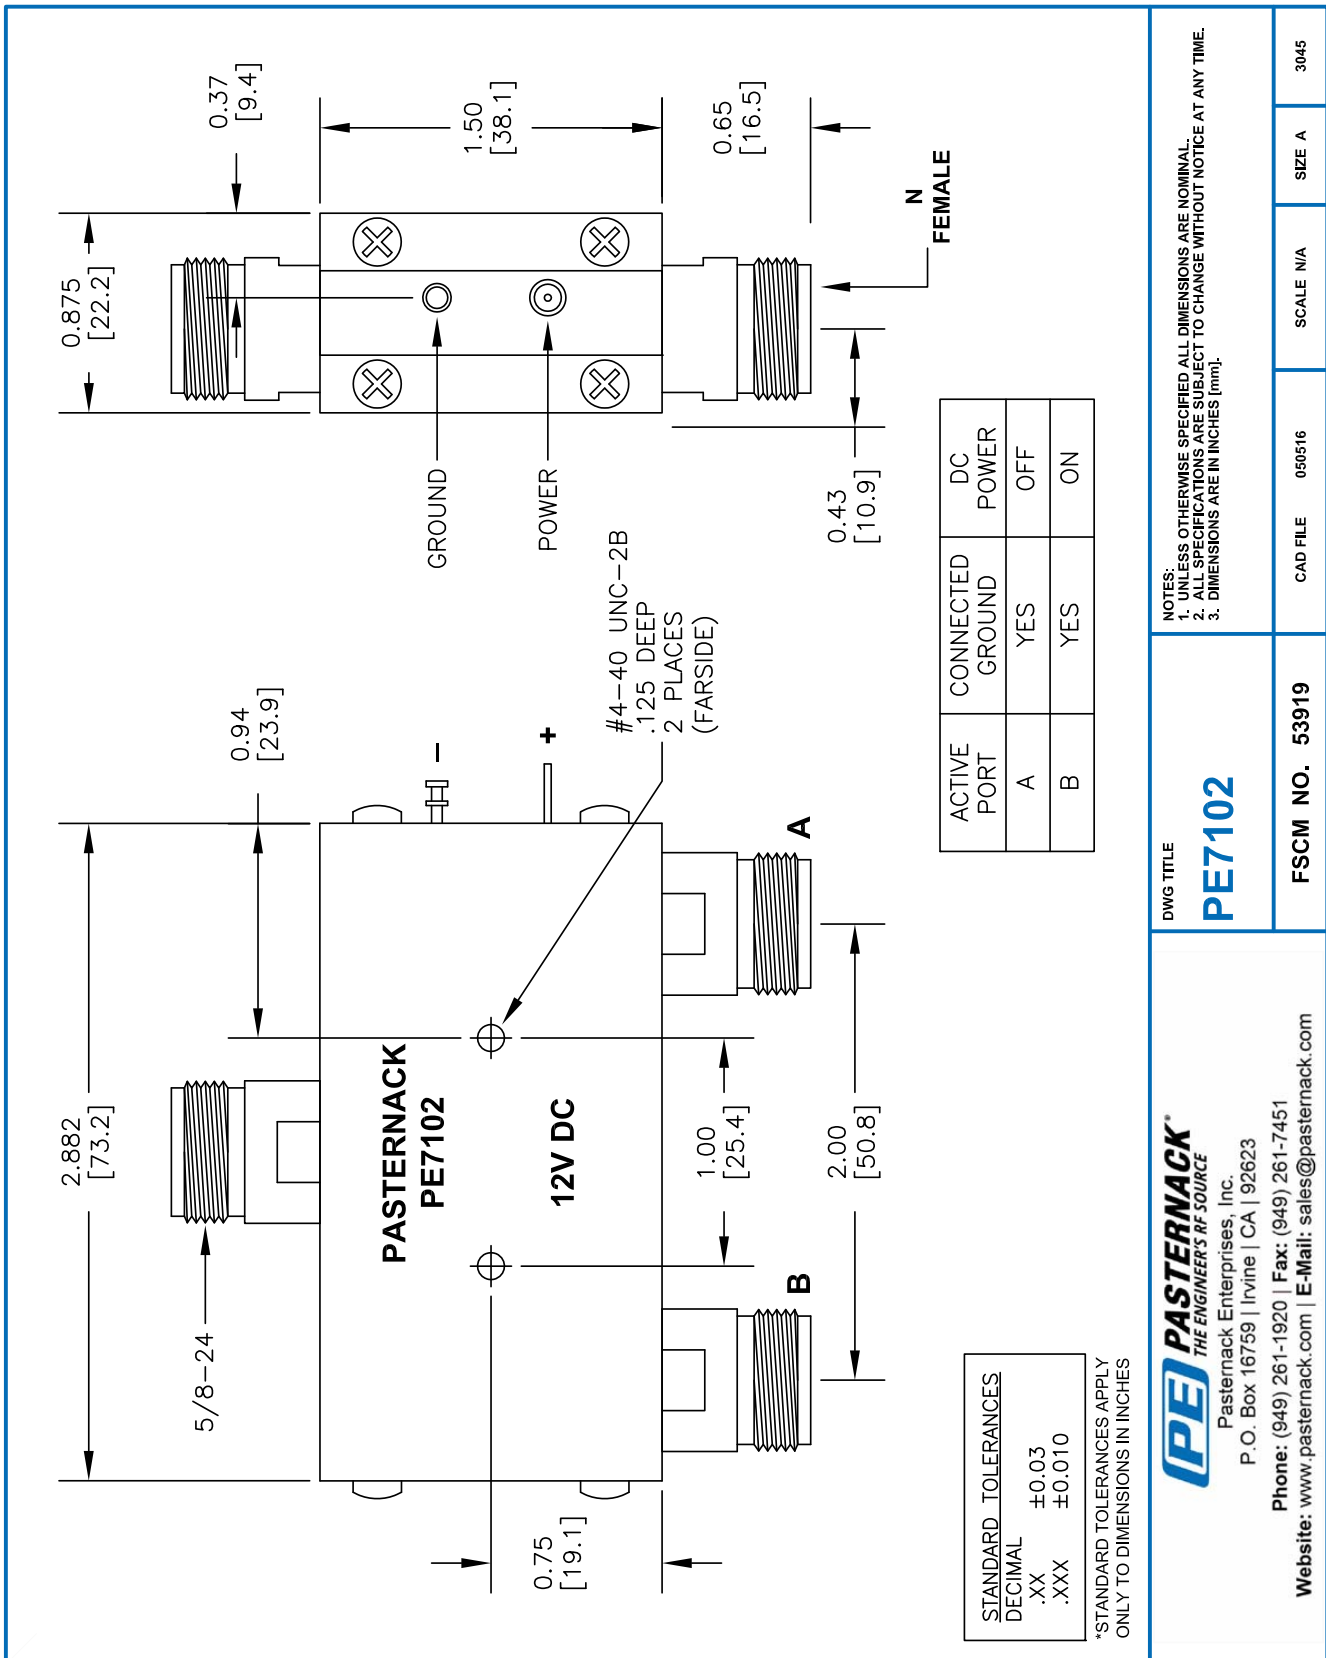 0.37
[9.4]
0.875
[22.2]
1.50
[38.1]
0.65
[16.5]
N
FEMALE
GROUND
POWER
0.43
[10.9]
2.882
[73.2]
0.94
[23.9]
5/8-24
PASTERNACK
PE7102
12V DC
-
+
#4-40 UNC-2B
.125 DEEP
2 PLACES
(FARSIDE)
1.00
[25.4]
2.00
[50.8]
0.75
[19.1]
B
A
ACTIVE PORT CONNECTED GROUND DC POWER
A YES OFF
B YES ON
STANDARD TOLERANCES
DECIMAL
.XX ±0.03
.XXX ±0.010
*STANDARD TOLERANCES APPLY
ONLY TO DIMENSIONS IN INCHES
PE PASTERNACK®
THE ENGINEER'S RF SOURCE
Pasternack Enterprises, Inc.
P.O. Box 16759 | Irvine | CA | 92623
Phone: (949) 261-1920 | Fax: (949) 261-7451
Website: www.pasternack.com | E-Mail: sales@pasternack.com
DWG TITLE
PE7102
FSCM NO. 53919
NOTES:
1. UNLESS OTHERWISE SPECIFIED ALL DIMENSIONS ARE NOMINAL.
2. ALL SPECIFICATIONS ARE SUBJECT TO CHANGE WITHOUT NOTICE AT ANY TIME.
3. DIMENSIONS ARE IN INCHES [mm].
CAD FILE 050516
SCALE N/A
SIZE A
3045